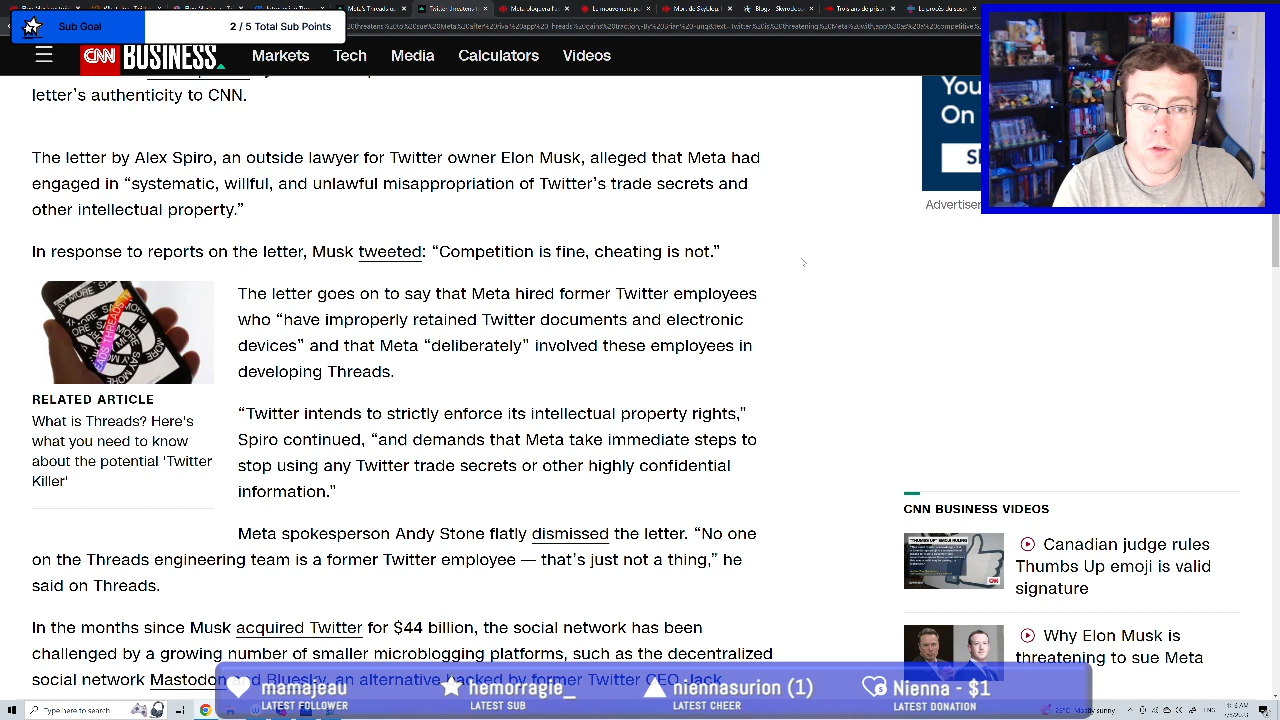 Sub Goal
2 / 5 Total Sub Points
CNN BUSINESS
Markets
Tech
Media
Calculators
Videos
letter's authenticity to CNN.
The letter by Alex Spiro, an outside lawyer for Twitter owner Elon Musk, alleged that Meta had
engaged in “systematic, willful, and unlawful misappropriation of Twitter's trade secrets and
other intellectual property.”
In response to reports on the letter, Musk tweeted: “Competition is fine, cheating is not.”
The letter goes on to say that Meta hired former Twitter employees
who “have improperly retained Twitter documents and electronic
devices” and that Meta “deliberately” involved these employees in
developing Threads.
RELATED ARTICLE
What is Threads? Here's
what you need to know
about the potential 'Twitter
Killer'
“Twitter intends to strictly enforce its intellectual property rights,”
Spiro continued, “and demands that Meta take immediate steps to
stop using any Twitter trade secrets or other highly confidential
information.”
Meta spokesperson Andy Stone flatly dismissed the letter. “No one
on the Threads engineering team is a former Twitter employee — that's just not a thing,” he
said on Threads.
In the months since Musk acquired Twitter for $44 billion, the social network has been
challenged by a growing number of smaller microblogging platforms, such as the decentralized
social network Mastodon and Bluesky, an alternative backed by former Twitter CEO Jack
You
On
Advertisem
CNN BUSINESS VIDEOS
Canadian judge rules
Thumbs Up emoji is valid
signature
Why Elon Musk is
threatening to sue Meta
mamajeau
LATEST FOLLOWER
hemorragie_
LATEST SUB
niennasurion (1)
LATEST CHEER
Nienna - $1
LATEST DONATION
Type here to search
Mostly sunny
ENG